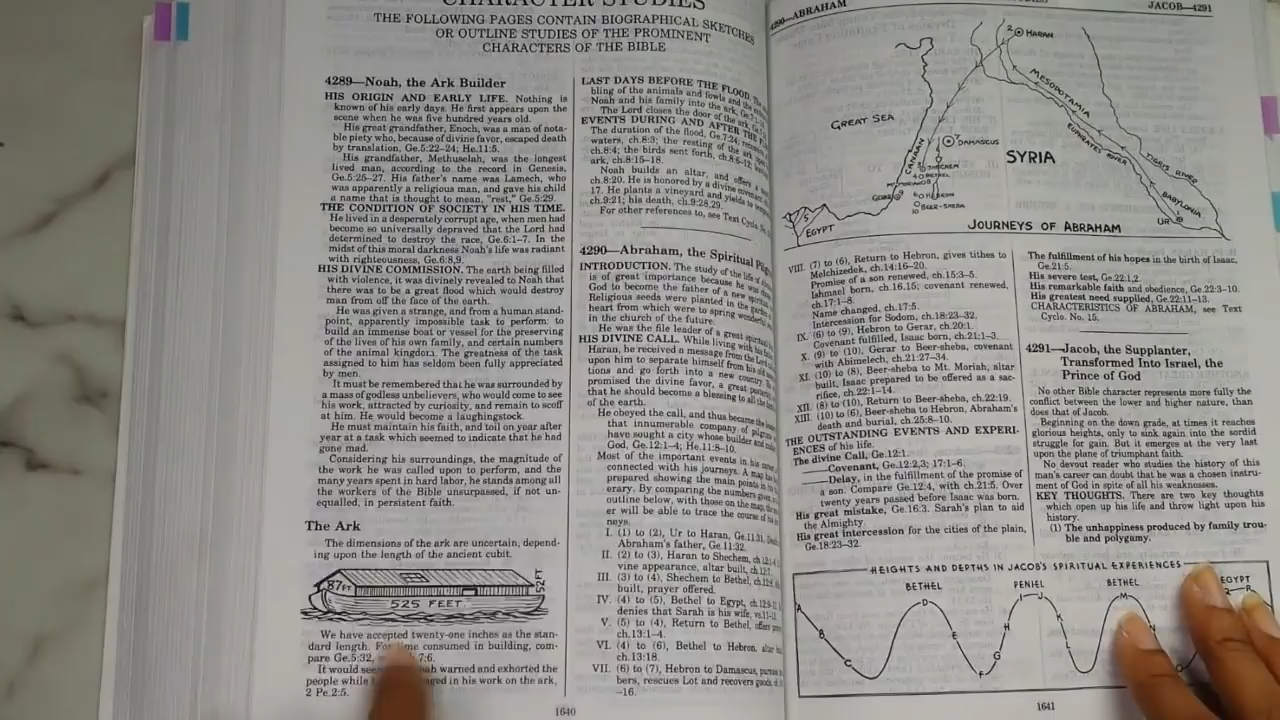 CHARACTER STUDIES
THE FOLLOWING PAGES CONTAIN BIOGRAPHICAL SKETCHES
OR OUTLINE STUDIES OF THE PROMINENT
CHARACTERS OF THE BIBLE
4289—Noah, the Ark Builder
HIS ORIGIN AND EARLY LIFE. Nothing is
known of his early days. He first appears upon the
scene when he was five hundred years old.
His great grandfather, Enoch, was a man of nota-
ble piety who, because of divine favor, escaped death
by translation, Ge.5:22–24; He.11:5.
His grandfather, Methuselah, was the longest
lived man, according to the record in Genesis,
Ge.5:25–27. His father's name was Lamech, who
was apparently a religious man, and gave his child
a name that is thought to mean, "rest," Ge.5:29.
THE CONDITION OF SOCIETY IN HIS TIME.
He lived in a desperately corrupt age, when men had
become so universally depraved that the Lord had
determined to destroy the race, Ge.6:1–7. In the
midst of this moral darkness Noah's life was radiant
with righteousness, Ge.6:8,9.
HIS DIVINE COMMISSION. The earth being filled
with violence, it was divinely revealed to Noah that
there was to be a great flood which would destroy
man from off the face of the earth.
He was given a strange, and from a human stand-
point, apparently impossible task to perform: to
build an immense boat or vessel for the preserving
of the lives of his own family, and certain numbers
of the animal kingdom. The greatness of the task
assigned to him has seldom been fully appreciated
by men.
It must be remembered that he was surrounded by
a mass of godless unbelievers, who would come to see
his work, attracted by curiosity, and remain to scoff
at him. He would become a laughingstock.
He must maintain his faith, and toil on year after
year at a task which seemed to indicate that he had
gone mad.
Considering his surroundings, the magnitude of
the work he was called upon to perform, and the
many years spent in hard labor, he stands among all
the workers of the Bible unsurpassed, if not un-
equalled, in persistent faith.
The Ark
The dimensions of the ark are uncertain, depend-
ing upon the length of the ancient cubit.
87FT
525 FEET.
52FT
We have accepted twenty-one inches as the stan-
dard length. For time consumed in building, com-
pare Ge.5:32, 7:6.
It would warned and exhorted the
people while in his work on the ark,
2 Pe.2:5.
LAST DAYS BEFORE THE FLOOD,
bling of the animals and fowls and the
Noah and his family into the ark, Ge.7
The Lord closes the door of the ark, Ge.7
EVENTS DURING AND AFTER THE
The duration of the flood, Ge.7:24;
waters, ch.8:3; the resting of the
ch.8:4; the birds sent forth, ch.8:6–12;
ark, ch.8:15–18.
Noah builds an altar, and offers
ch.8:20. He is honored by a divine
17. He plants a vineyard and yields to
ch.9:21; his death, ch.9:28,29.
For other references to, see Text Cyclo. No.
4290—Abraham, the Spiritual
INTRODUCTION. The study of the life of
is of great importance because he was
God to become the father of a new
Religious seeds were planted in the
heart from which were to spring wonderful
in the church of the future.
He was the file leader of a great spiritual
HIS DIVINE CALL. While living with his
Haran, he received a message from the Lord
upon him to separate himself from his
tions and go forth into a new country.
promised the divine favor, a great
that he should become a blessing to all the
of the earth.
He obeyed the call, and thus became the
that innumerable company of
have sought a city whose builder and
God, Ge.12:1–4; He.11:8–10.
Most of the important events in his
connected with his journeys. A map
prepared showing the main points in
erary. By comparing the numbers
outline below, with those on the map, the
er will be able to trace the course of
neys.
I. (1) to (2), Ur to Haran, Ge.11:31.
Abraham's father, Ge.11:32.
II. (2) to (3), Haran to Shechem, ch.12:
vine appearance, altar built, ch.12:
III. (3) to (4), Shechem to Bethel, ch.12:
built, prayer offered.
IV. (4) to (5), Bethel to Egypt,
denies that Sarah is his wife,
V. (5) to (4), Return to Bethel, offers
ch.13:1–4.
VI. (4) to (6), Bethel to Hebron, altar
ch.13:18.
VII. (6) to (7), Hebron to Damascus,
bers, rescues Lot and recovers goods,
–16.
1640
4290—ABRAHAM
JACOB—4291
2 HARAN
MESOPOTAMIA
GREAT SEA
EUPHRATES RIVER
TIGRIS RIVER
7 DAMASCUS
CANAAN
SYRIA
BETHEL
HEBRON
BEER-SHEBA
10
GERAR 9
BABYLONIA
UR
5
EGYPT
JOURNEYS OF ABRAHAM
VIII. (7) to (6), Return to Hebron, gives tithes to
Melchizedek, ch.14:16–20.
Promise of a son renewed, ch.15:3–5.
Ishmael born, ch.16.15; covenant renewed,
ch.17:1–8.
Name changed, ch.17:5.
Intercession for Sodom, ch.18:23–32.
IX. (6) to (9), Hebron to Gerar, ch.20:1.
Covenant fulfilled, Isaac born, ch.21:1–3.
X. (9) to (10), Gerar to Beer-sheba, covenant
with Abimelech, ch.21:27–34.
XI. (10) to (8), Beer-sheba to Mt. Moriah, altar
built, Isaac prepared to be offered as a sac-
rifice, ch.22:1–14.
XII. (8) to (10), Return to Beer-sheba, ch.22:19.
XIII. (10) to (6), Beer-sheba to Hebron, Abraham's
death and burial, ch.25:8–10.
THE OUTSTANDING EVENTS AND EXPERI-
ENCES of his life.
The divine Call, Ge.12:1.
——Covenant, Ge.12:2,3; 17:1–6.
——Delay, in the fulfillment of the promise of
a son. Compare Ge.12:4, with ch.21:5. Over
twenty years passed before Isaac was born.
His great mistake, Ge.16:3. Sarah's plan to aid
the Almighty.
His great intercession for the cities of the plain,
Ge.18:23–32.
The fulfillment of his hopes in the birth of Isaac,
Ge.21:5.
His severe test, Ge.22:1,2.
His remarkable faith and obedience, Ge.22:3–10.
His greatest need supplied, Ge.22:11–13.
CHARACTERISTICS OF ABRAHAM, see Text
Cyclo. No. 15.
4291—Jacob, the Supplanter,
Transformed Into Israel, the
Prince of God
No other Bible character represents more fully the
conflict between the lower and higher nature, than
does that of Jacob.
Beginning on the down grade, at times it reaches
glorious heights, only to sink again into the sordid
struggle for gain. But it emerges at the very last
upon the plane of triumphant faith.
No devout reader who studies the history of this
man's career can doubt that he was a chosen instru-
ment of God in spite of all his weaknesses.
KEY THOUGHTS. There are two key thoughts
which open up his life and throw light upon his
history.
(1) The unhappiness produced by family trou-
ble and polygamy.
HEIGHTS AND DEPTHS IN JACOB'S SPIRITUAL EXPERIENCES
BETHEL PENIEL BETHEL EGYPT
A B C D E F G H I J K L M N O
1641